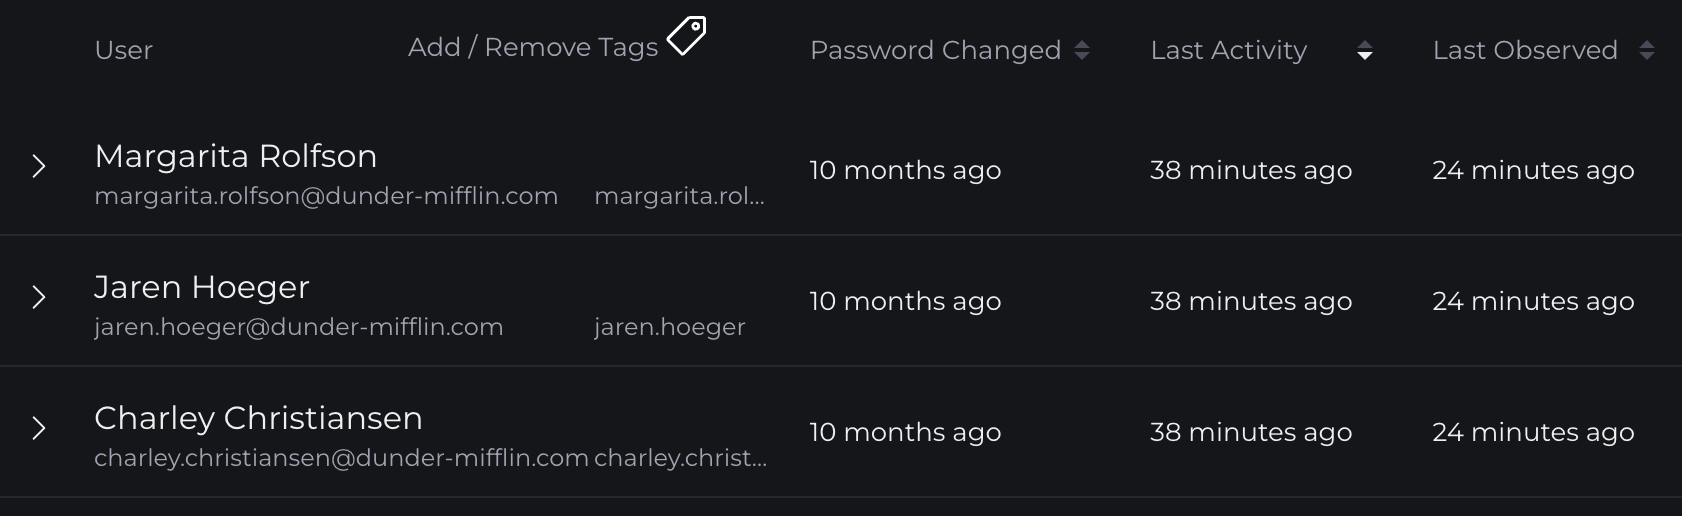 User Add / Remove Tags Password Changed Last Activity Last Observed
Margarita Rolfson
margarita.rolfson@dunder-mifflin.com margarita.rol... 10 months ago 38 minutes ago 24 minutes ago
Jaren Hoeger
jaren.hoeger@dunder-mifflin.com jaren.hoeger 10 months ago 38 minutes ago 24 minutes ago
Charley Christiansen
charley.christiansen@dunder-mifflin.com charley.christ... 10 months ago 38 minutes ago 24 minutes ago